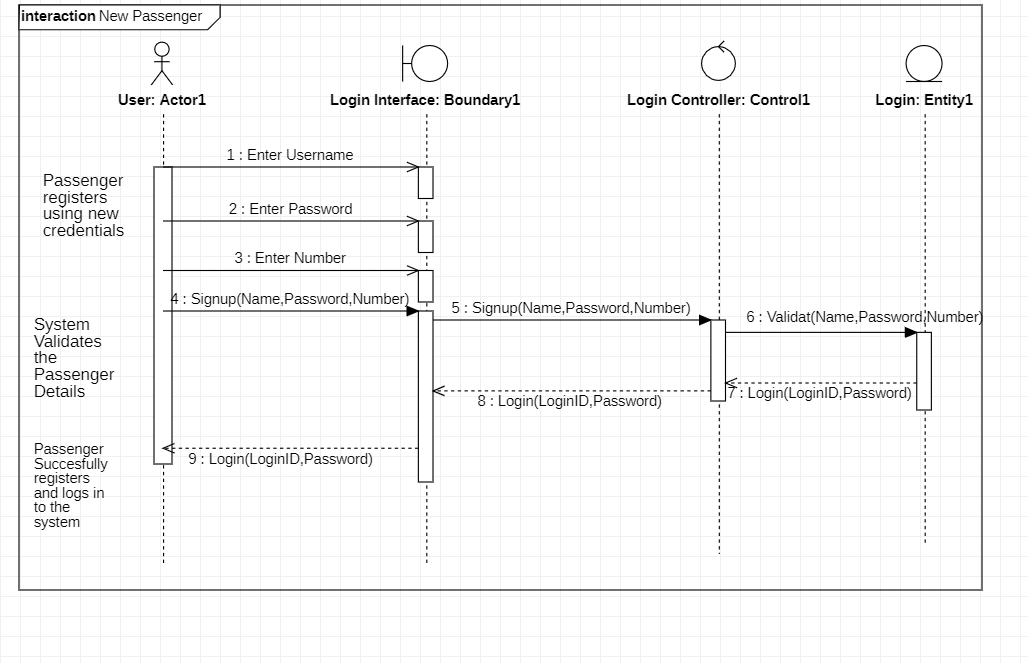 interaction New Passenger
User: Actor1
Login Interface: Boundary1
Login Controller: Control1
Login: Entity1
1 : Enter Username
Passenger
registers
using new
credentials
2 : Enter Password
3 : Enter Number
4 : Signup(Name,Password,Number)
5 : Signup(Name,Password,Number)
6 : Validat(Name,Password,Number)
System
Validates
the
Passenger
Details
7 : Login(LoginID,Password)
8 : Login(LoginID,Password)
9 : Login(LoginID,Password)
Passenger
Succesfully
registers
and logs in
to the
system